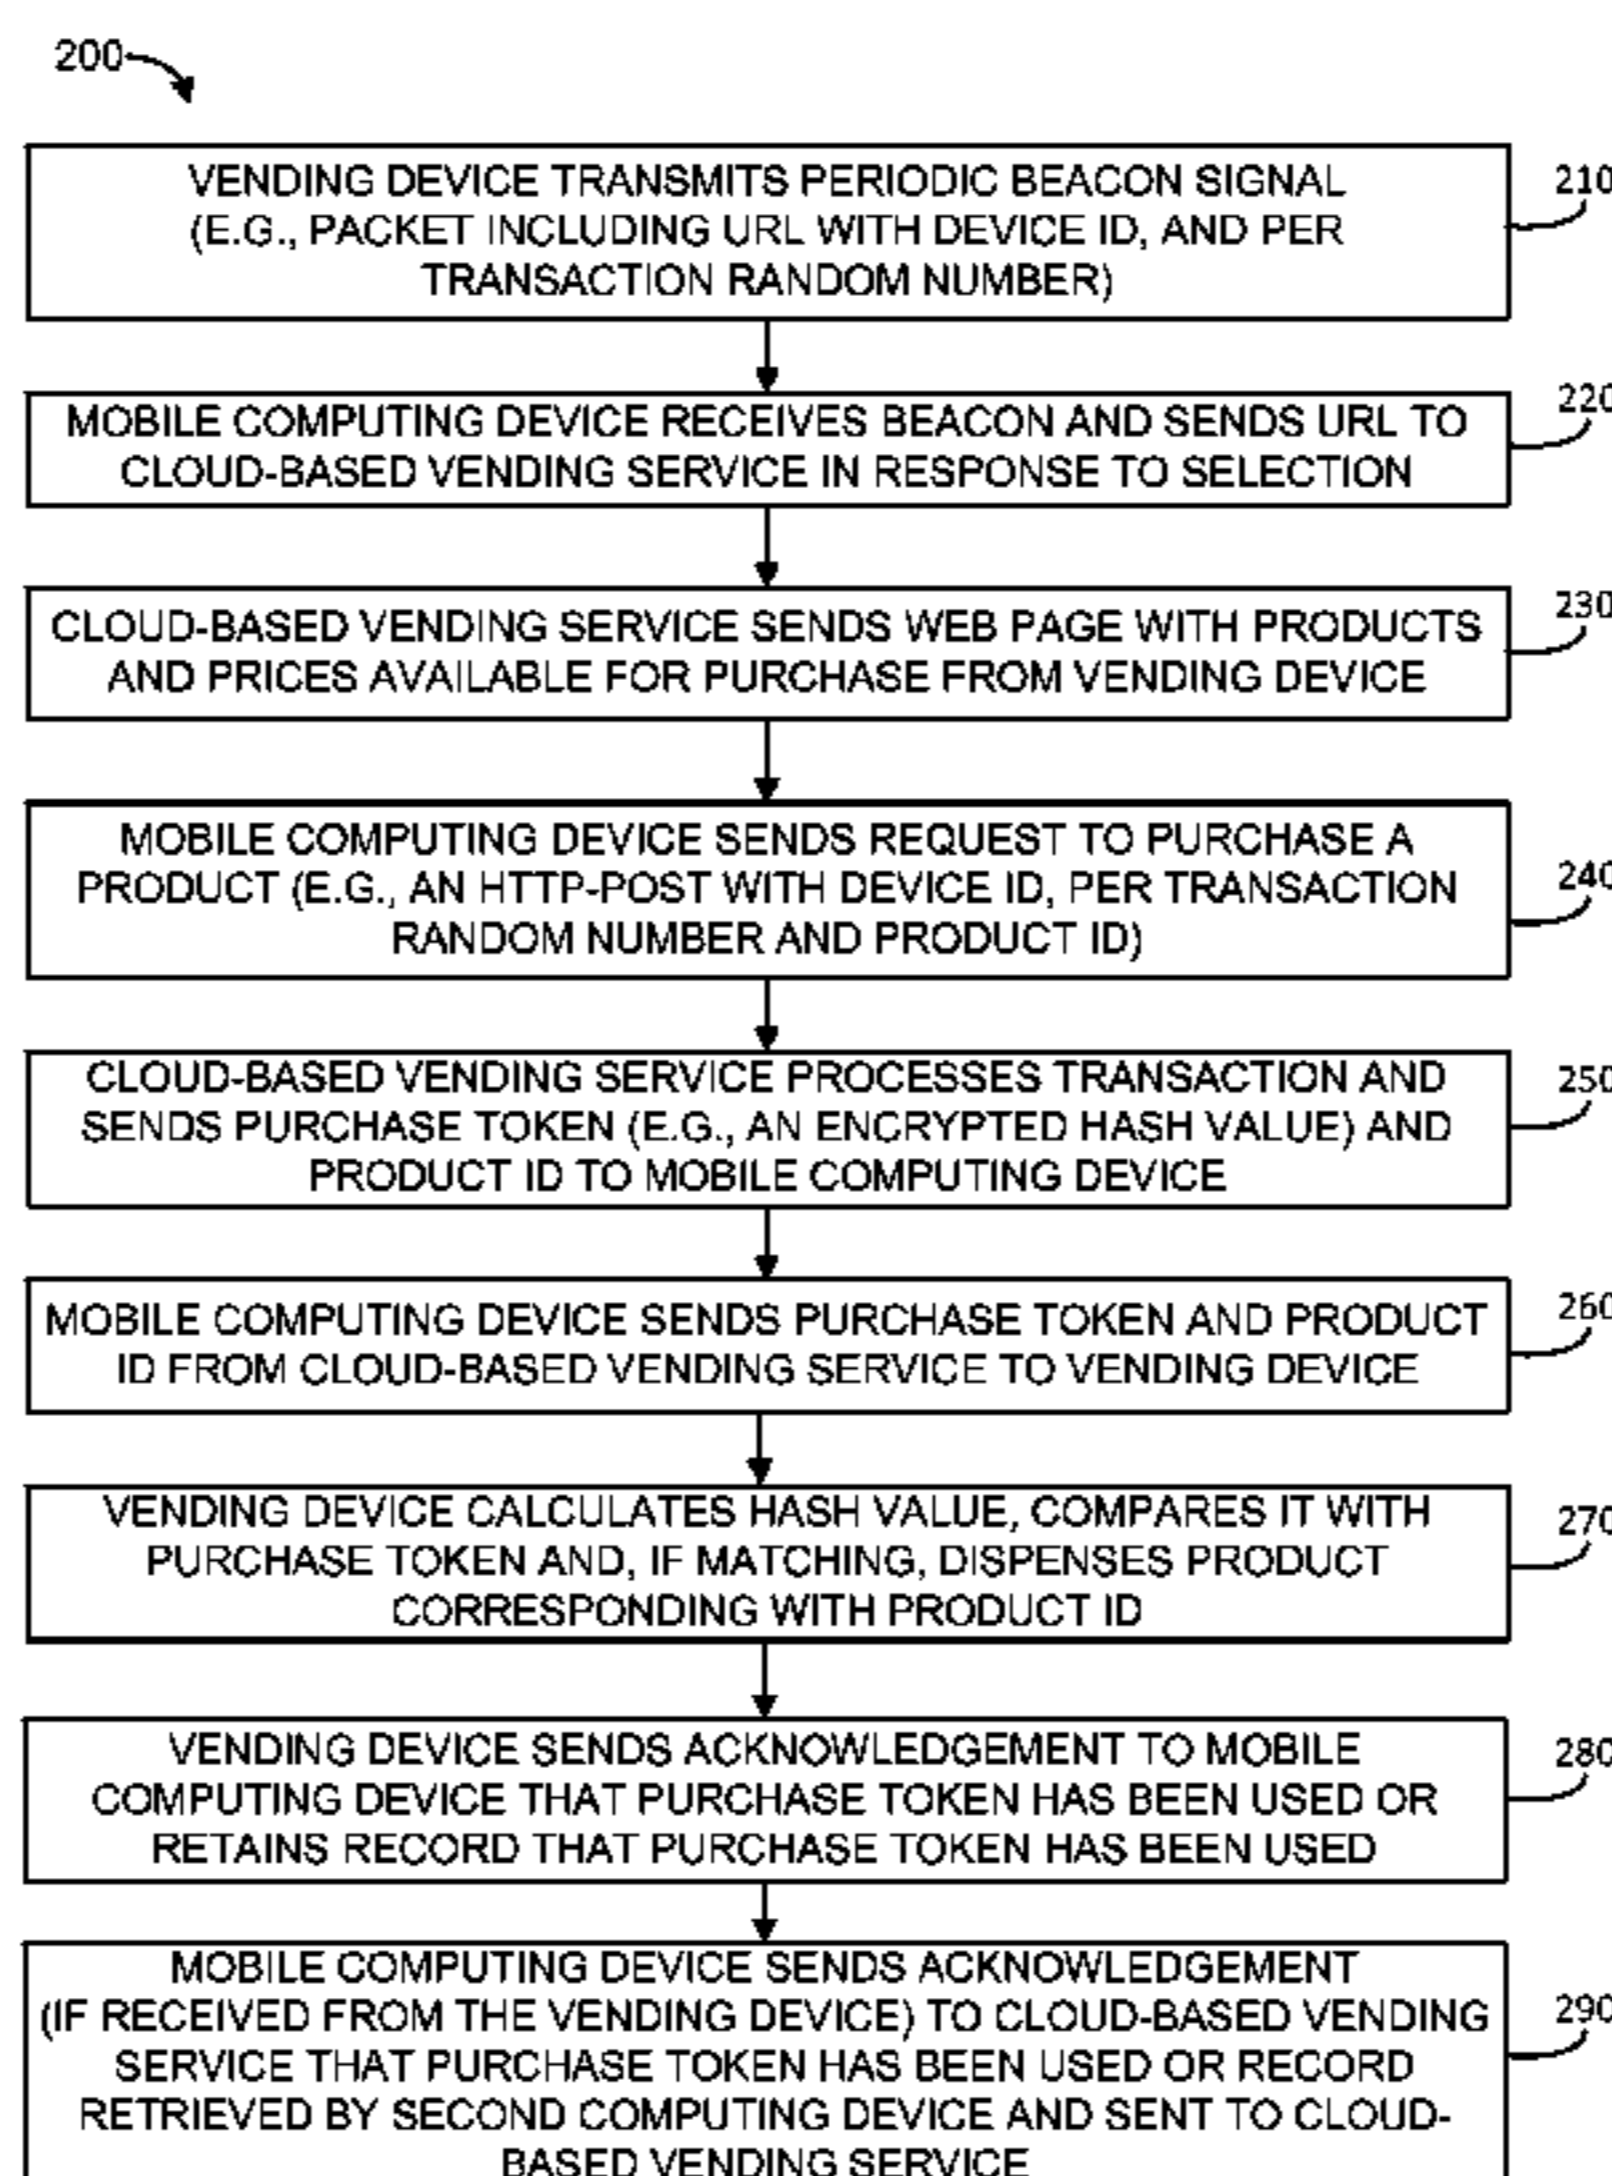 200
VENDING DEVICE TRANSMITS PERIODIC BEACON SIGNAL
(E.G., PACKET INCLUDING URL WITH DEVICE ID, AND PER
TRANSACTION RANDOM NUMBER)
210
MOBILE COMPUTING DEVICE RECEIVES BEACON AND SENDS URL TO
CLOUD-BASED VENDING SERVICE IN RESPONSE TO SELECTION
220
CLOUD-BASED VENDING SERVICE SENDS WEB PAGE WITH PRODUCTS
AND PRICES AVAILABLE FOR PURCHASE FROM VENDING DEVICE
230
MOBILE COMPUTING DEVICE SENDS REQUEST TO PURCHASE A
PRODUCT (E.G., AN HTTP-POST WITH DEVICE ID, PER TRANSACTION
RANDOM NUMBER AND PRODUCT ID)
240
CLOUD-BASED VENDING SERVICE PROCESSES TRANSACTION AND
SENDS PURCHASE TOKEN (E.G., AN ENCRYPTED HASH VALUE) AND
PRODUCT ID TO MOBILE COMPUTING DEVICE
250
MOBILE COMPUTING DEVICE SENDS PURCHASE TOKEN AND PRODUCT
ID FROM CLOUD-BASED VENDING SERVICE TO VENDING DEVICE
260
VENDING DEVICE CALCULATES HASH VALUE, COMPARES IT WITH
PURCHASE TOKEN AND, IF MATCHING, DISPENSES PRODUCT
CORRESPONDING WITH PRODUCT ID
270
VENDING DEVICE SENDS ACKNOWLEDGEMENT TO MOBILE
COMPUTING DEVICE THAT PURCHASE TOKEN HAS BEEN USED OR
RETAINS RECORD THAT PURCHASE TOKEN HAS BEEN USED
280
MOBILE COMPUTING DEVICE SENDS ACKNOWLEDGEMENT
(IF RECEIVED FROM THE VENDING DEVICE) TO CLOUD-BASED VENDING
SERVICE THAT PURCHASE TOKEN HAS BEEN USED OR RECORD
RETRIEVED BY SECOND COMPUTING DEVICE AND SENT TO CLOUD-
BASED VENDING SERVICE
290